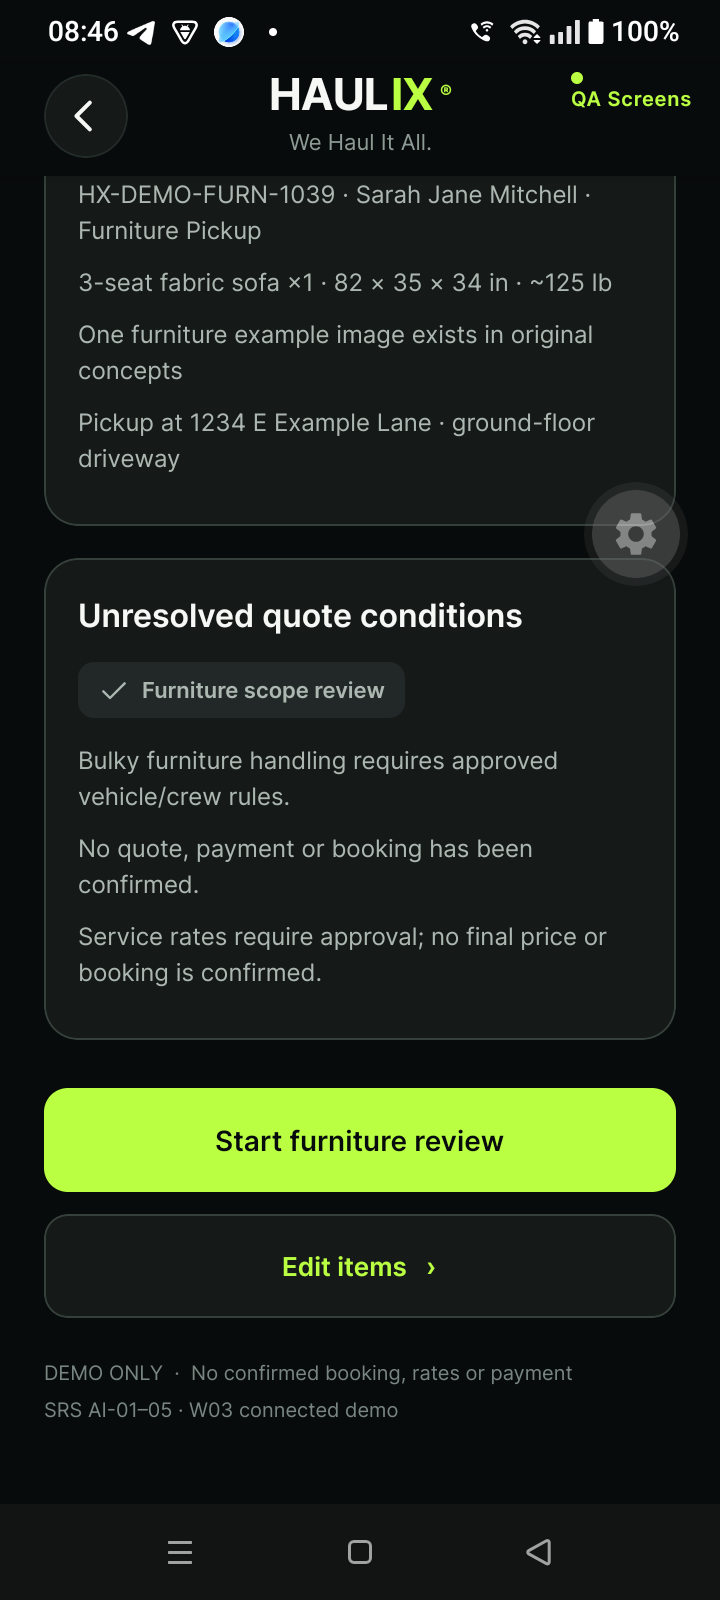 08:46
100%
HAULIX ®
We Haul It All.
QA Screens
HX-DEMO-FURN-1039 · Sarah Jane Mitchell ·
Furniture Pickup
3-seat fabric sofa ×1 · 82 × 35 × 34 in · ~125 lb
One furniture example image exists in original
concepts
Pickup at 1234 E Example Lane · ground-floor
driveway
Unresolved quote conditions
Furniture scope review
Bulky furniture handling requires approved
vehicle/crew rules.
No quote, payment or booking has been
confirmed.
Service rates require approval; no final price or
booking is confirmed.
Start furniture review
Edit items ›
DEMO ONLY · No confirmed booking, rates or payment
SRS AI-01–05 · W03 connected demo